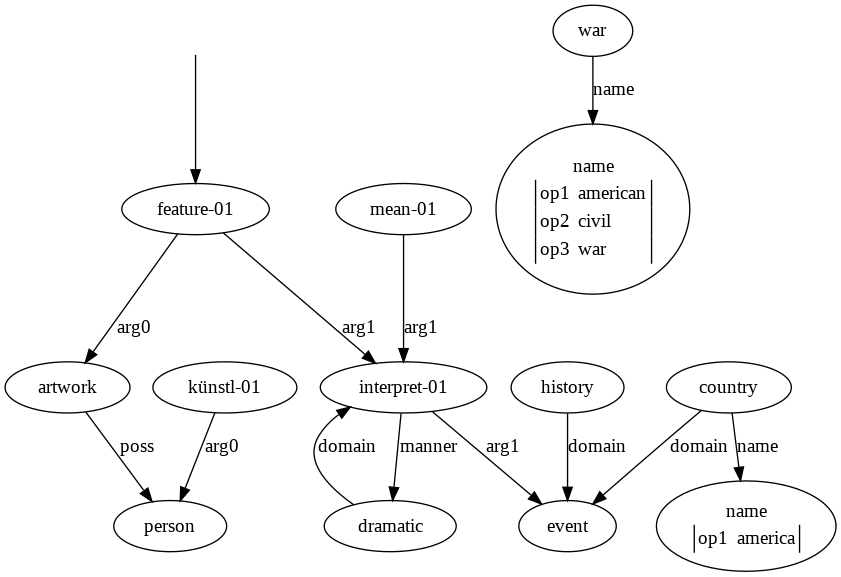 war
name
name
op1 american
op2 civil
op3 war
feature-01
mean-01
arg0
arg1
arg1
artwork
künstl-01
interpret-01
history
country
poss
arg0
domain
manner
arg1
domain
domain
name
person
dramatic
event
name
op1 america